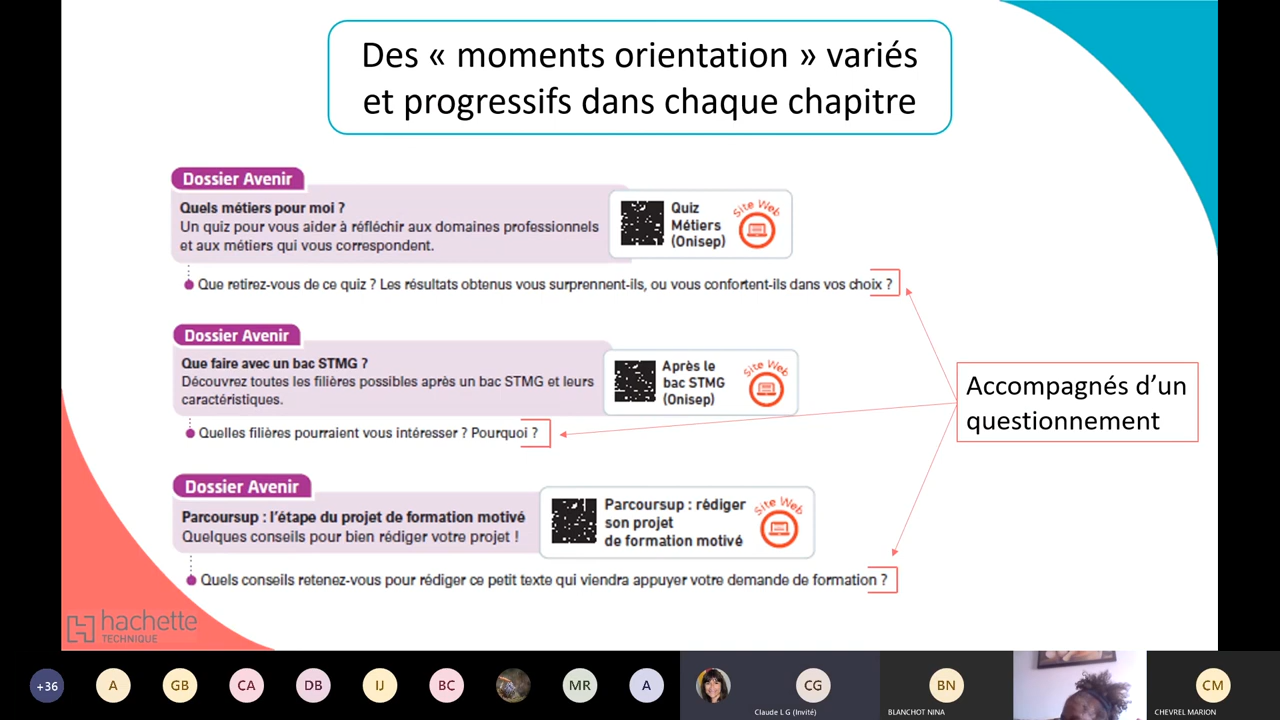 Des « moments orientation » variés
et progressifs dans chaque chapitre
Dossier Avenir
Quels métiers pour moi ?
Un quiz pour vous aider à réfléchir aux domaines professionnels
et aux métiers qui vous correspondent.
Quiz
Métiers
(Onisep)
Site Web
Que retirez-vous de ce quiz ? Les résultats obtenus vous surprennent-ils, ou vous confortent-ils dans vos choix ?
Dossier Avenir
Que faire avec un bac STMG ?
Découvrez toutes les filières possibles après un bac STMG et leurs
caractéristiques.
Après le
bac STMG
(Onisep)
Site Web
Quelles filières pourraient vous intéresser ? Pourquoi ?
Accompagnés d’un
questionnement
Dossier Avenir
Parcoursup : l’étape du projet de formation motivé
Quelques conseils pour bien rédiger votre projet !
Parcoursup : rédiger
son projet
de formation motivé
Site Web
Quels conseils retenez-vous pour rédiger ce petit texte qui viendra appuyer votre demande de formation ?
hachette
TECHNIQUE
+36
A
GB
CA
DB
IJ
BC
MR
A
CG
BN
CM
Claude L G (Invité)
BLANCHOT NINA
CHEVREL MARION